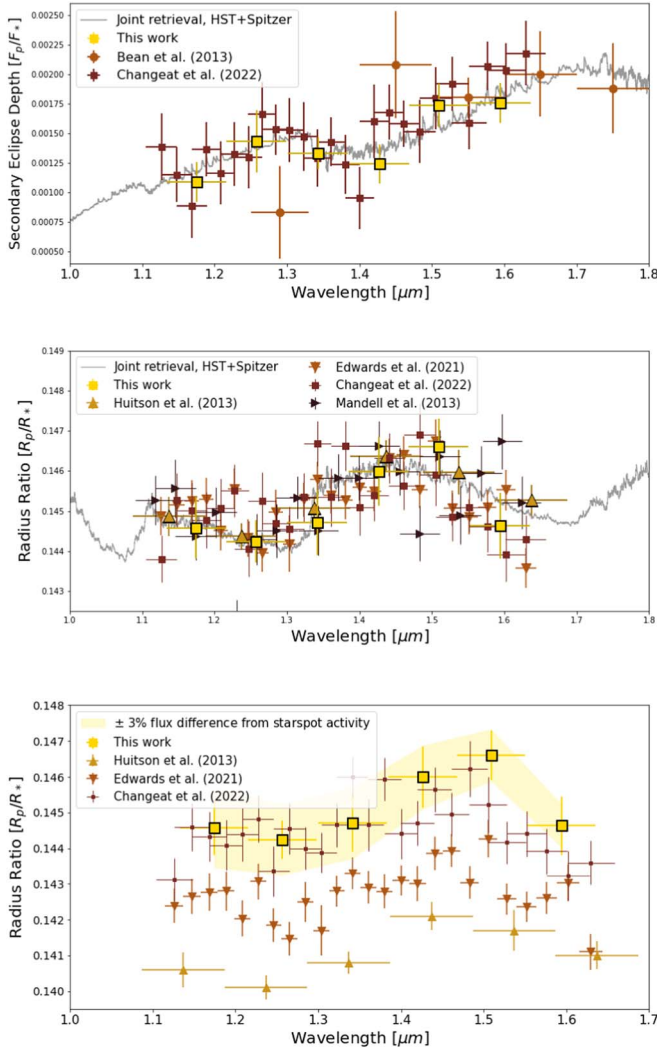 Secondary Eclipse Depth [F_p/F_*]
0.00250
0.00225
0.00200
0.00175
0.00150
0.00125
0.00100
0.00075
0.00050
Joint retrieval, HST+Spitzer
This work
Bean et al. (2013)
Changeat et al. (2022)
1.0 1.1 1.2 1.3 1.4 1.5 1.6 1.7 1.8
Wavelength [μm]
Radius Ratio [R_p/R_*]
0.149
0.148
0.147
0.146
0.145
0.144
0.143
Joint retrieval, HST+Spitzer
This work
Huitson et al. (2013)
Edwards et al. (2021)
Changeat et al. (2022)
Mandell et al. (2013)
1.0 1.1 1.2 1.3 1.4 1.5 1.6 1.7 1.8
Wavelength [μm]
Radius Ratio [R_p/R_*]
0.148
0.147
0.146
0.145
0.144
0.143
0.142
0.141
0.140
± 3% flux difference from starspot activity
This work
Huitson et al. (2013)
Edwards et al. (2021)
Changeat et al. (2022)
1.0 1.1 1.2 1.3 1.4 1.5 1.6 1.7
Wavelength [μm]